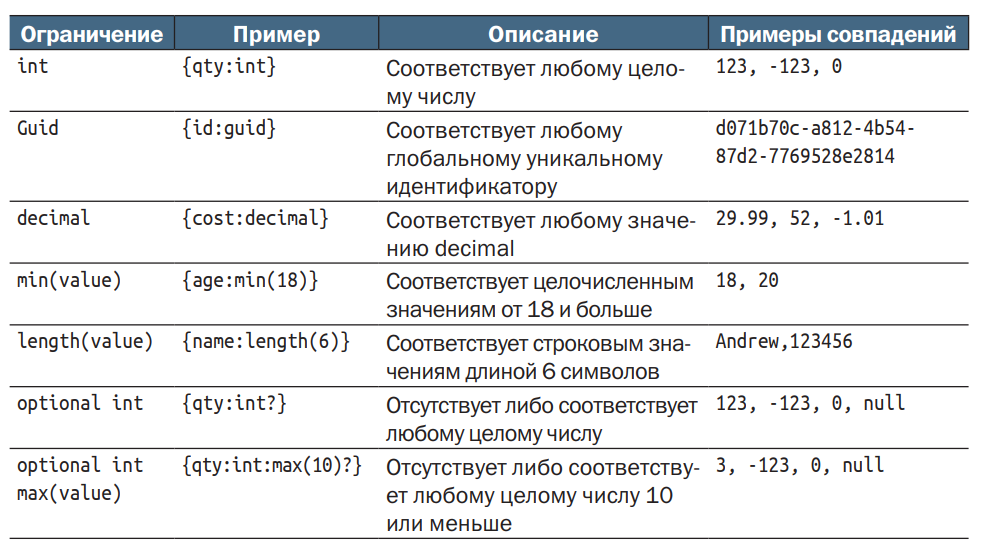 Ограничение Пример Описание Примеры совпадений
int {qty:int} Соответствует любому цело- 123, -123, 0
му числу
Guid {id:guid} Соответствует любому d071b70c-a812-4b54-
глобальному уникальному 87d2-7769528e2814
идентификатору
decimal {cost:decimal} Соответствует любому значе- 29.99, 52, -1.01
нию decimal
min(value) {age:min(18)} Соответствует целочисленным 18, 20
значениям от 18 и больше
length(value) {name:length(6)} Соответствует строковым зна- Andrew,123456
чениям длиной 6 символов
optional int {qty:int?} Отсутствует либо соответствует 123, -123, 0, null
любому целому числу
optional int {qty:int:max(10)?} Отсутствует либо соответству- 3, -123, 0, null
max(value) ет любому целому числу 10
или меньше